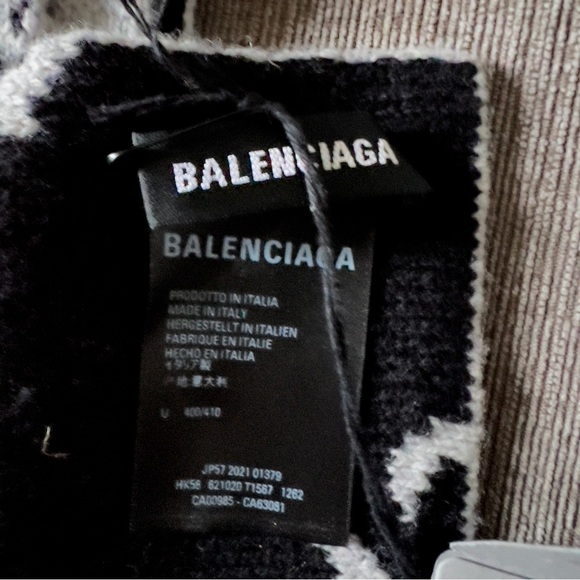 BALENCIAGA
BALENCIAGA
PRODOTTO IN ITALIA
MADE IN ITALY
HERGESTELLT IN ITALIEN
FABRIQUE EN ITALIE
HECHO EN ITALIA
イタリア製
产地:意大利
U 400/410
JP57 2021 01379
HK58 621020 T1567 1262
CA00985 - CA63081